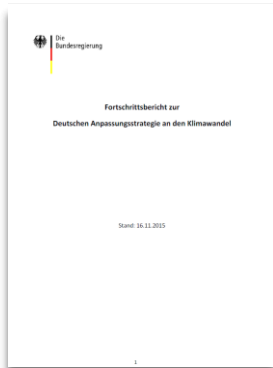 Die
Bundesregierung
Fortschrittsbericht zur
Deutschen Anpassungsstrategie an den Klimawandel
Stand: 16.11.2015
1